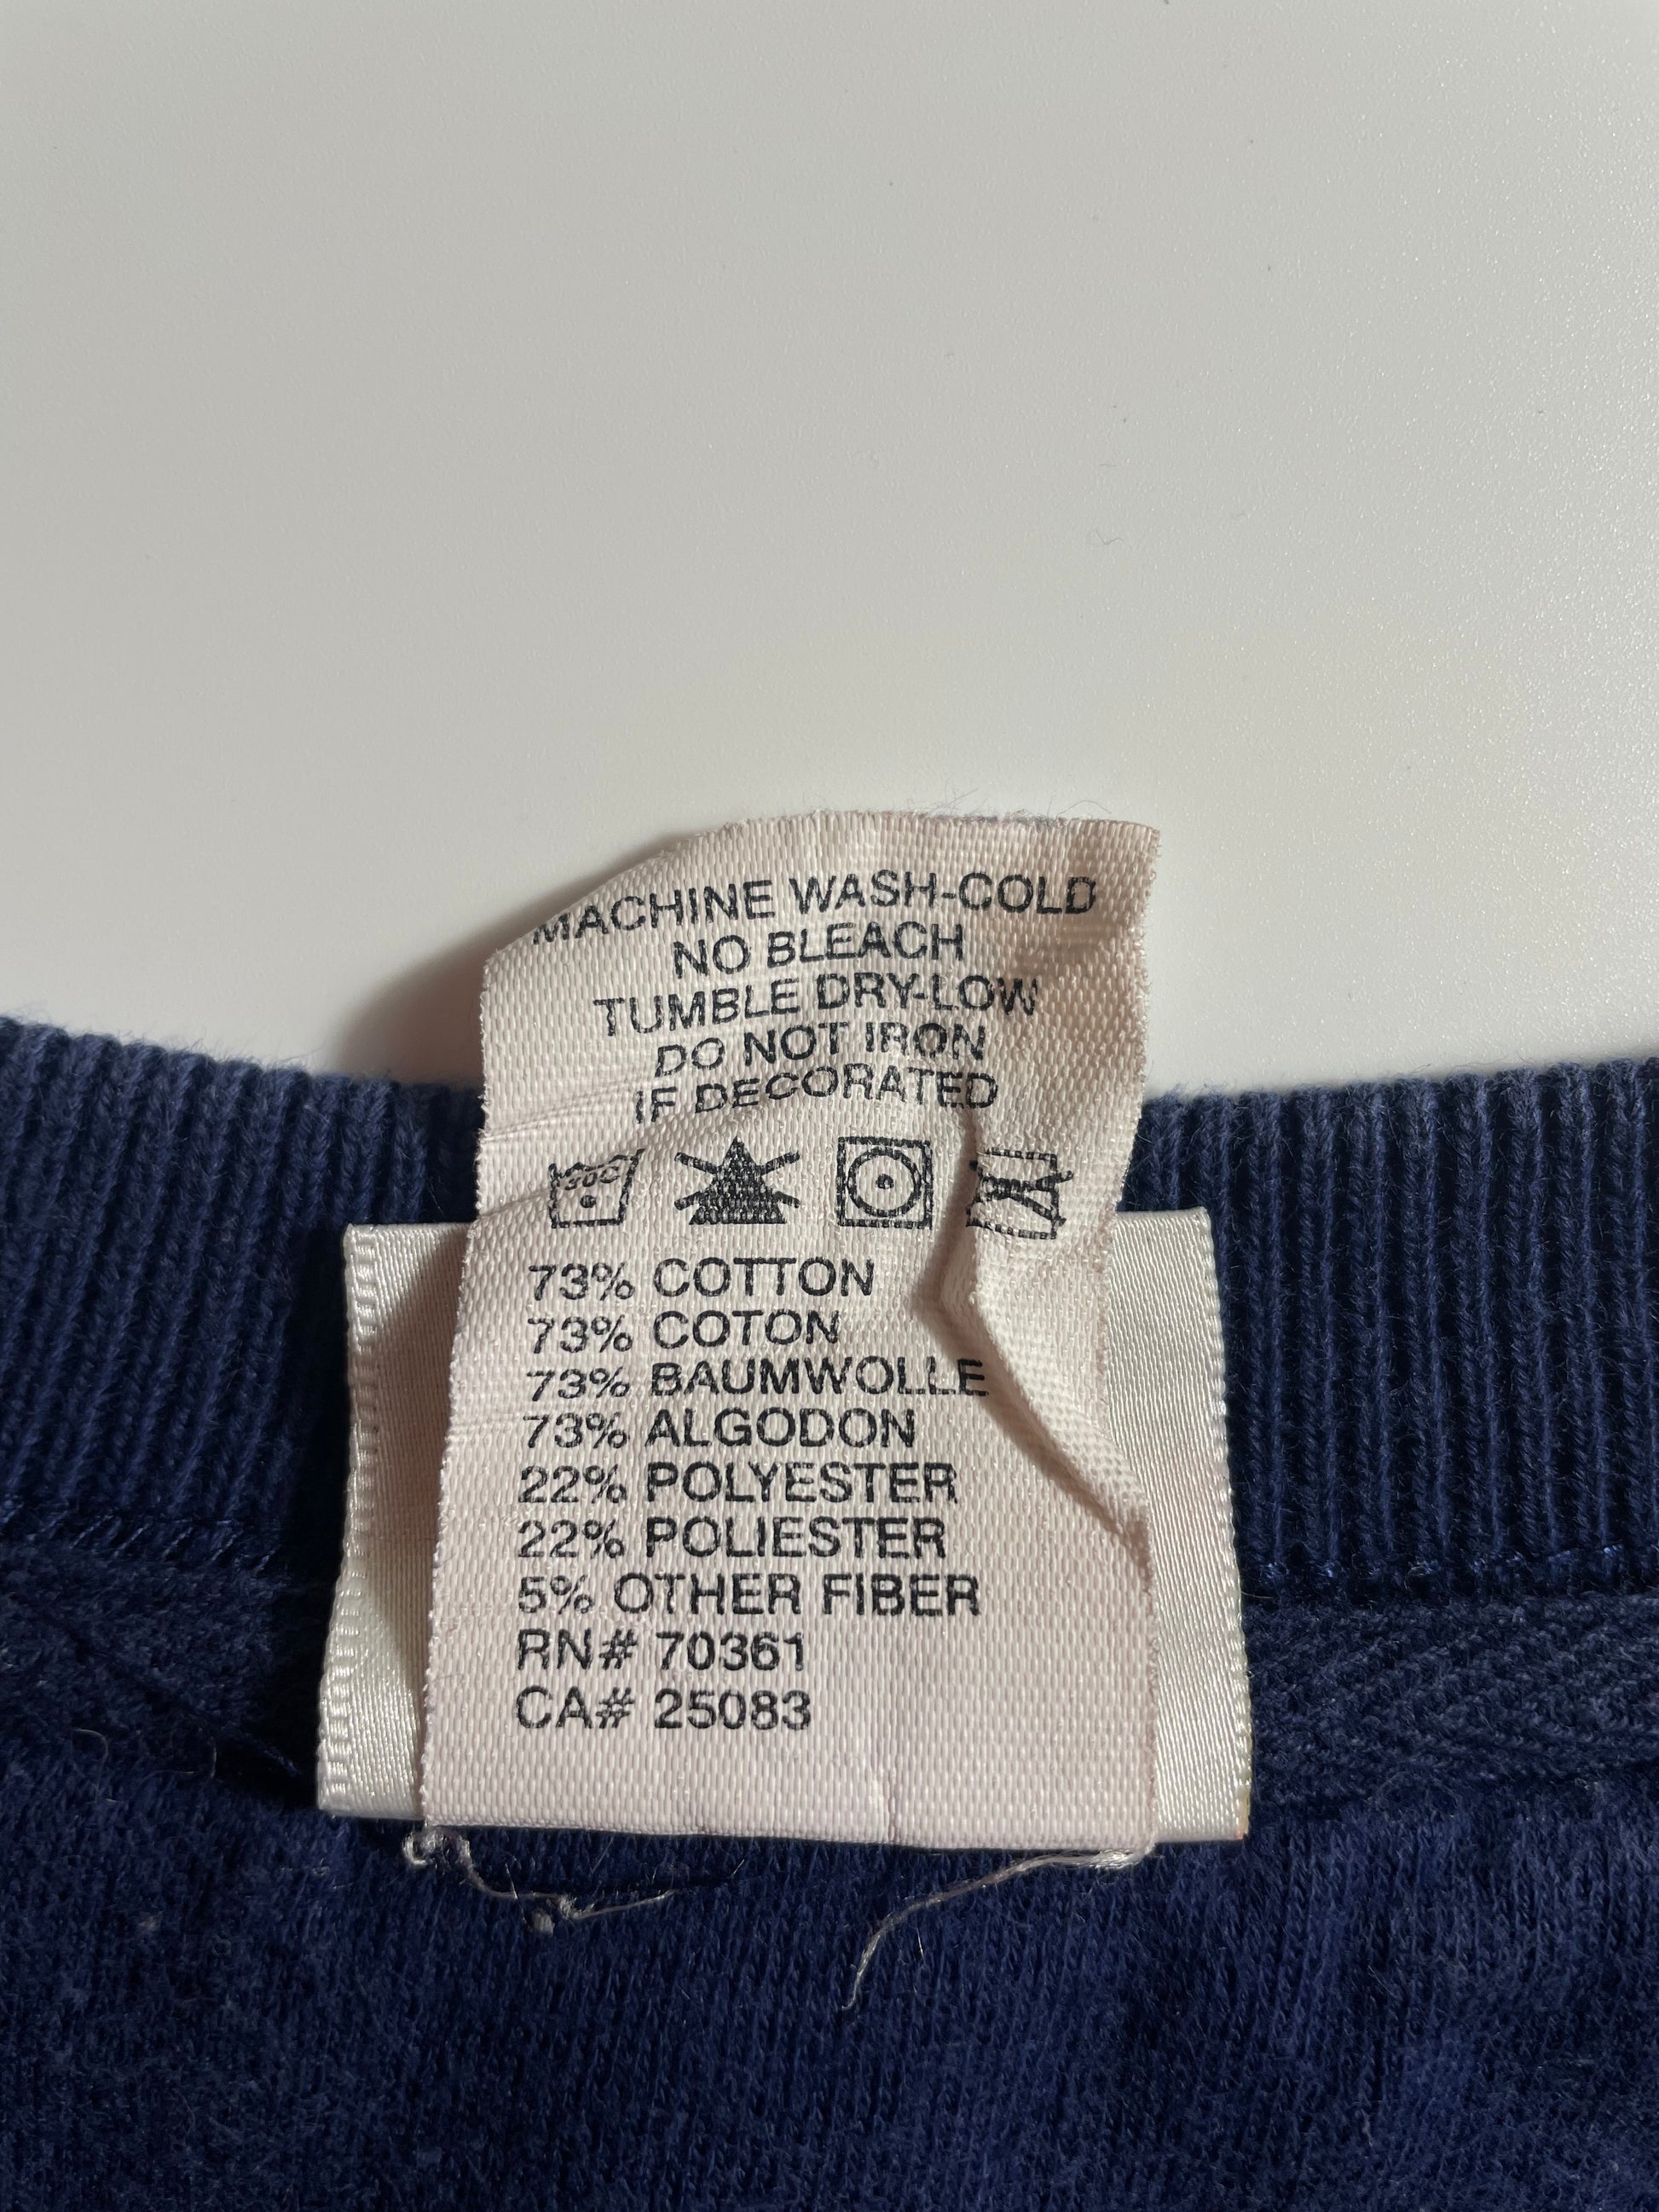 MACHINE WASH-COLD
NO BLEACH
TUMBLE DRY-LOW
DO NOT IRON
IF DECORATED
30C
73% COTTON
73% COTON
73% BAUMWOLLE
73% ALGODON
22% POLYESTER
22% POLIESTER
5% OTHER FIBER
RN# 70361
CA# 25083